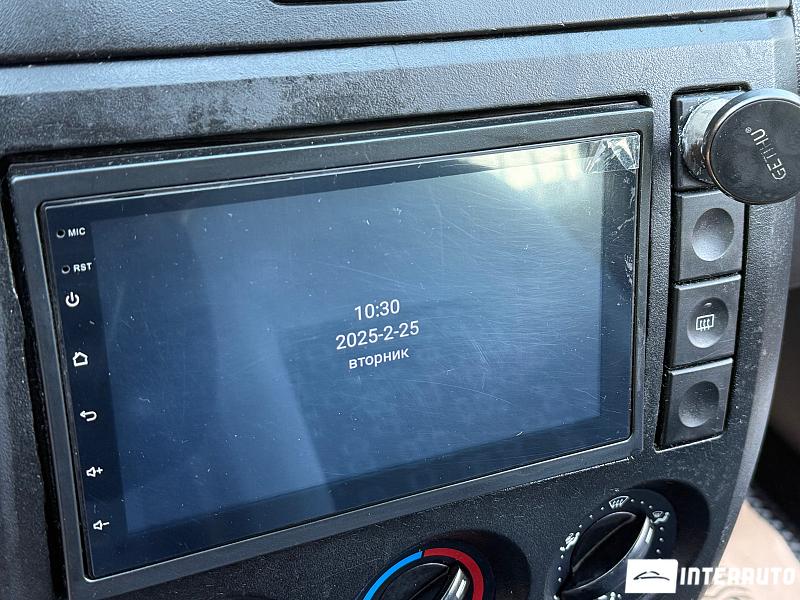 GETIHU®
MIC
RST
10:30
2025-2-25
вторник
INTERAUTO